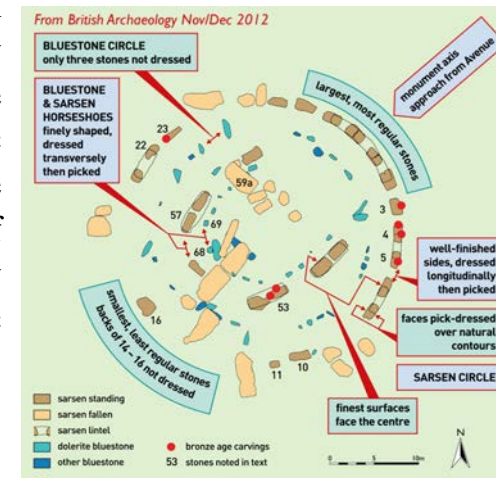 From British Archaeology Nov/Dec 2012
BLUESTONE CIRCLE
only three stones not dressed
BLUESTONE
& SARSEN
HORSESHOES
finely shaped,
dressed
transversely
then picked
monument axis
approach from Avenue
largest, most regular stones
23
22
59a
57
69
68
3
4
5
well-finished
sides, dressed
longitudinally
then picked
53
16
faces pick-dressed
over natural
contours
smallest, least regular stones
backs of 14 – 16 not dressed
SARSEN CIRCLE
11
10
finest surfaces
face the centre
sarsen standing
sarsen fallen
sarsen lintel
dolerite bluestone
other bluestone
bronze age carvings
53 stones noted in text
N
0 5 10m